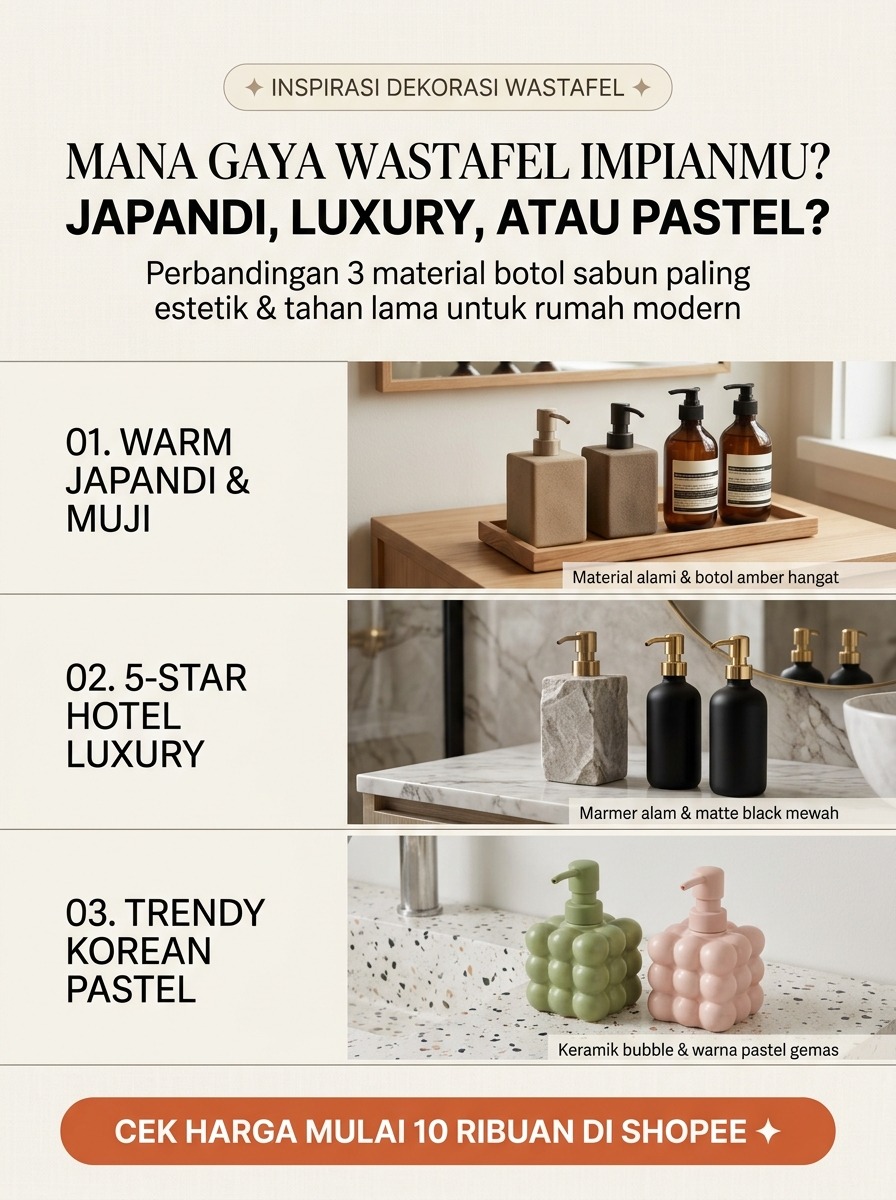 ✦ INSPIRASI DEKORASI WASTAFEL ✦
MANA GAYA WASTAFEL IMPIANMU?
JAPANDI, LUXURY, ATAU PASTEL?
Perbandingan 3 material botol sabun paling
estetik & tahan lama untuk rumah modern
01. WARM
JAPANDI &
MUJI
Material alami & botol amber hangat
02. 5-STAR
HOTEL
LUXURY
Marmer alam & matte black mewah
03. TRENDY
KOREAN
PASTEL
Keramik bubble & warna pastel gemas
CEK HARGA MULAI 10 RIBUAN DI SHOPEE ✦